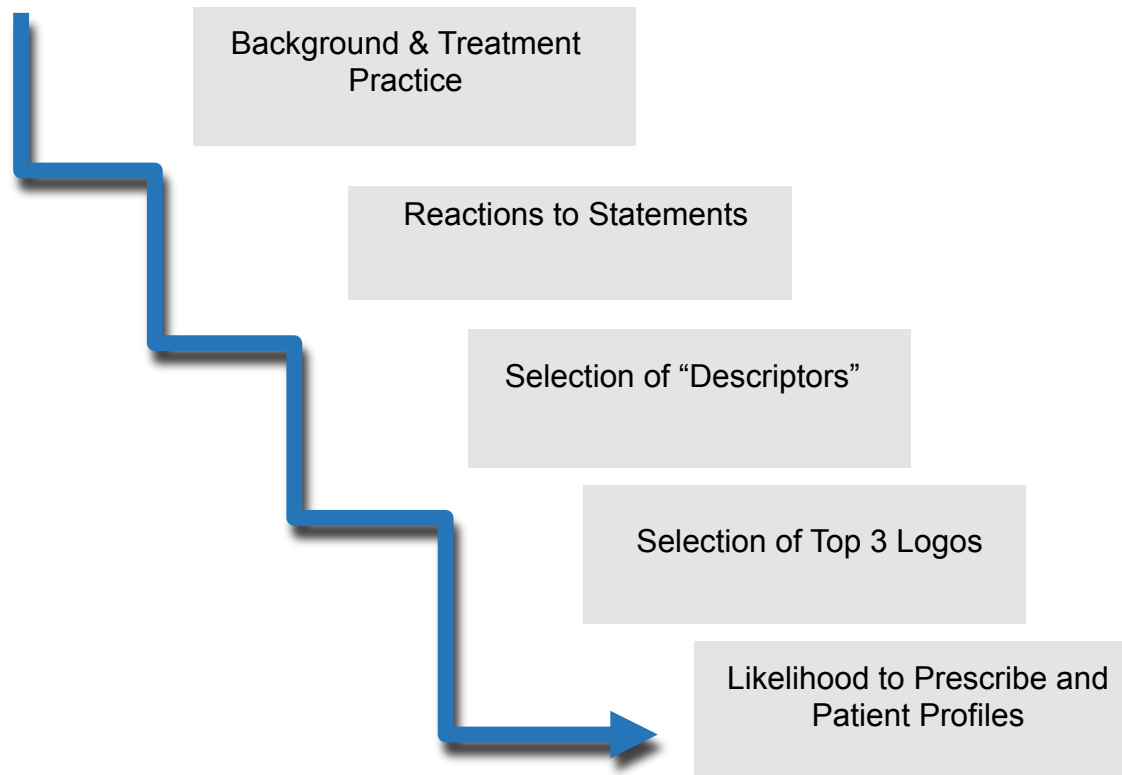 Background & Treatment
Practice
Reactions to Statements
Selection of “Descriptors”
Selection of Top 3 Logos
Likelihood to Prescribe and
Patient Profiles